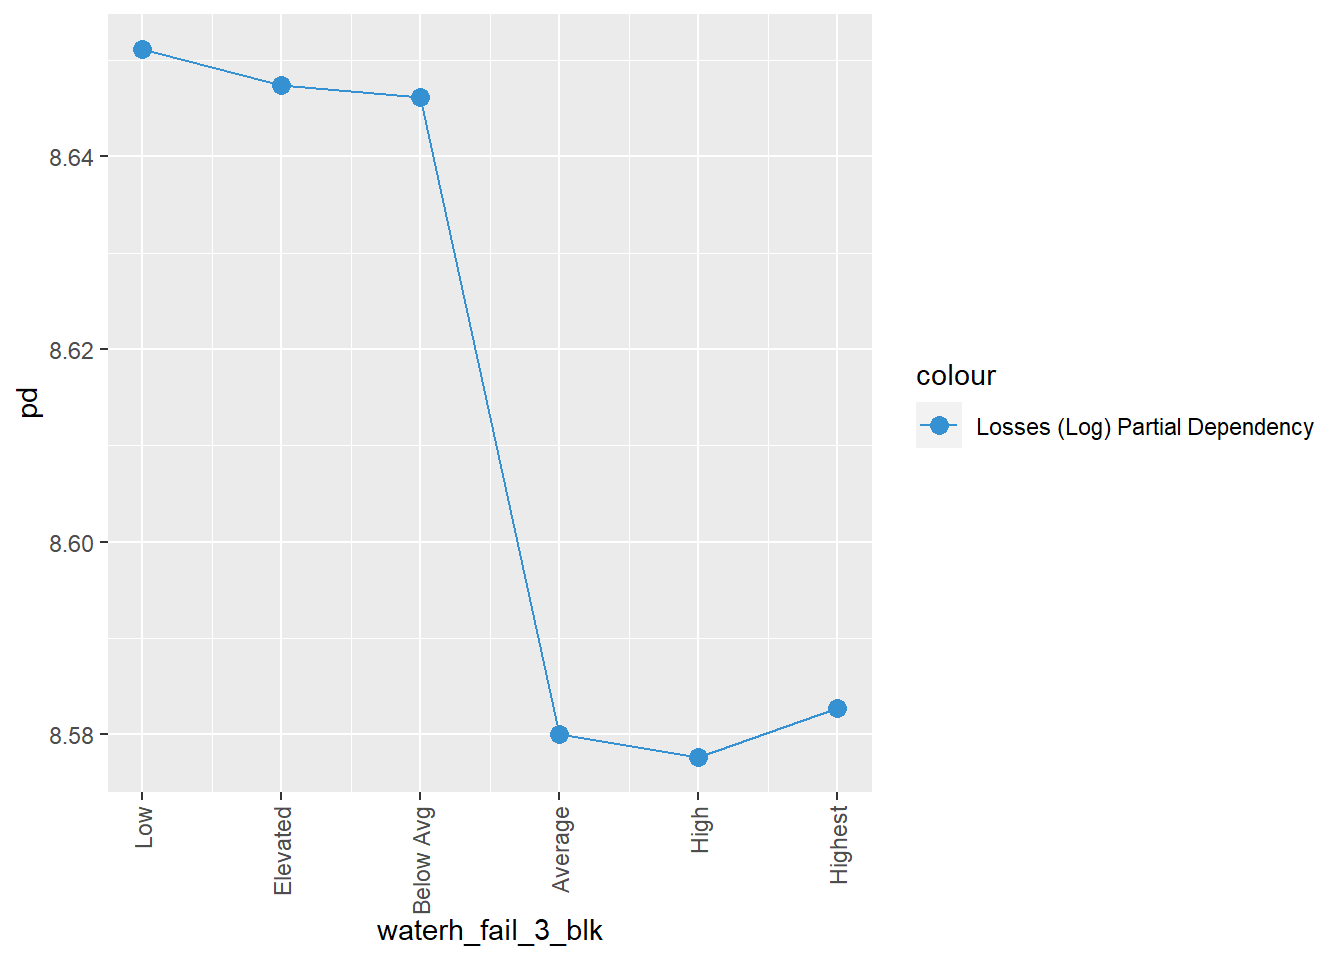 8.64
8.62
8.60
8.58
pd
Low
Elevated
Below Avg
Average
High
Highest
waterh_fail_3_blk
colour
Losses (Log) Partial Dependency